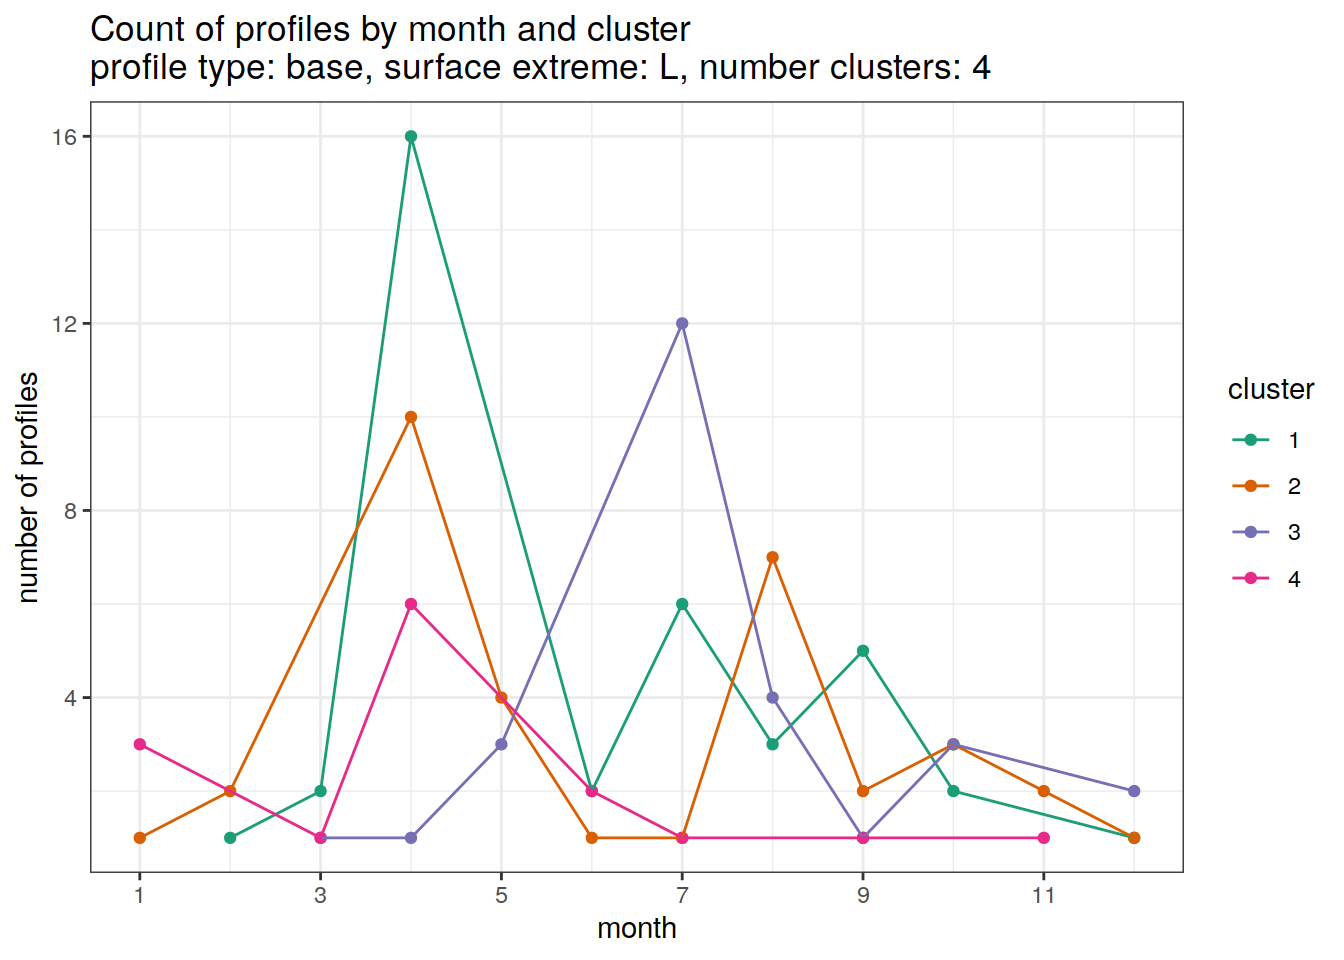 Count of profiles by month and cluster
profile type: base, surface extreme: L, number clusters: 4
16
12
8
4
number of profiles
1 3 5 7 9 11
month
cluster
1
2
3
4